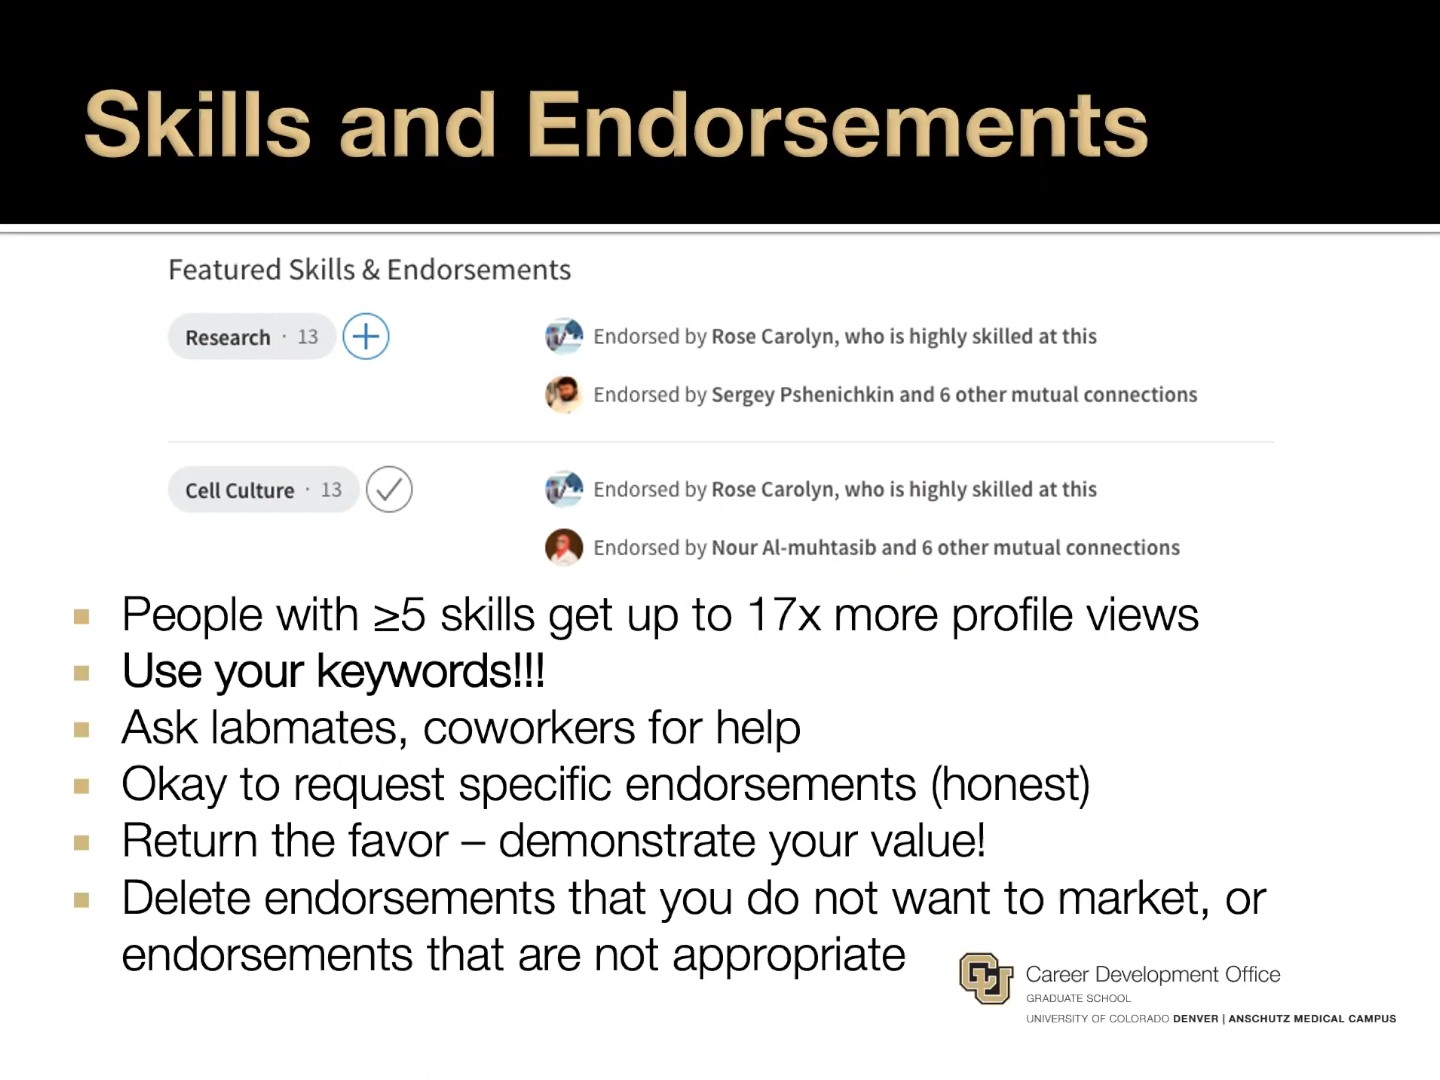 Skills and Endorsements
Featured Skills & Endorsements
Research · 13
Endorsed by Rose Carolyn, who is highly skilled at this
Endorsed by Sergey Pshenichkin and 6 other mutual connections
Cell Culture · 13
Endorsed by Rose Carolyn, who is highly skilled at this
Endorsed by Nour Al-muhtasib and 6 other mutual connections
People with ≥5 skills get up to 17x more profile views
Use your keywords!!!
Ask labmates, coworkers for help
Okay to request specific endorsements (honest)
Return the favor – demonstrate your value!
Delete endorsements that you do not want to market, or
endorsements that are not appropriate
CU
Career Development Office
GRADUATE SCHOOL
UNIVERSITY OF COLORADO DENVER | ANSCHUTZ MEDICAL CAMPUS